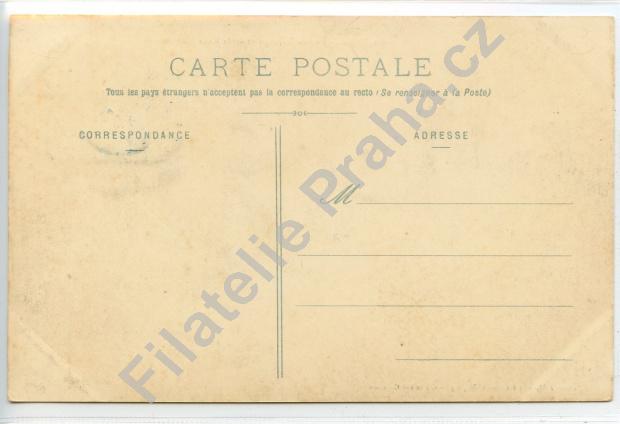 CARTE POSTALE
Tous les pays étrangers n'acceptent pas la correspondance au recto (Se renseigner à la Poste)
CORRESPONDANCE
ADRESSE
M
Filatelie Praha.cz